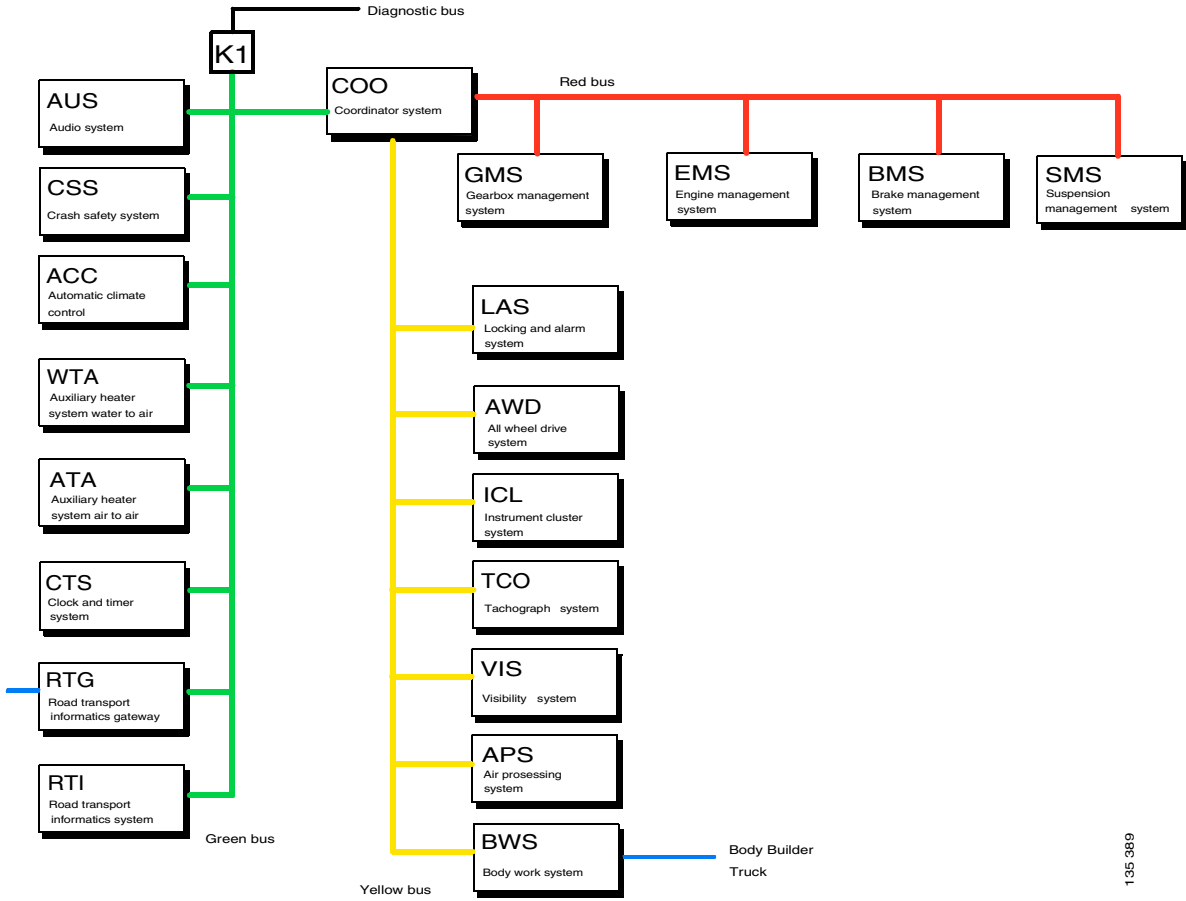 Diagnostic bus
K1
AUS
Audio system
COO
Coordinator system
Red bus
CSS
Crash safety system
GMS
Gearbox management
system
EMS
Engine management
system
BMS
Brake management
system
SMS
Suspension
management system
ACC
Automatic climate
control
WTA
Auxiliary heater
system water to air
ATA
Auxiliary heater
system air to air
CTS
Clock and timer
system
RTG
Road transport
informatics gateway
RTI
Road transport
informatics system
Green bus
LAS
Locking and alarm
system
AWD
All wheel drive
system
ICL
Instrument cluster
system
TCO
Tachograph system
VIS
Visibility system
APS
Air prosessing
system
BWS
Body work system
Yellow bus
Body Builder
Truck
135 389